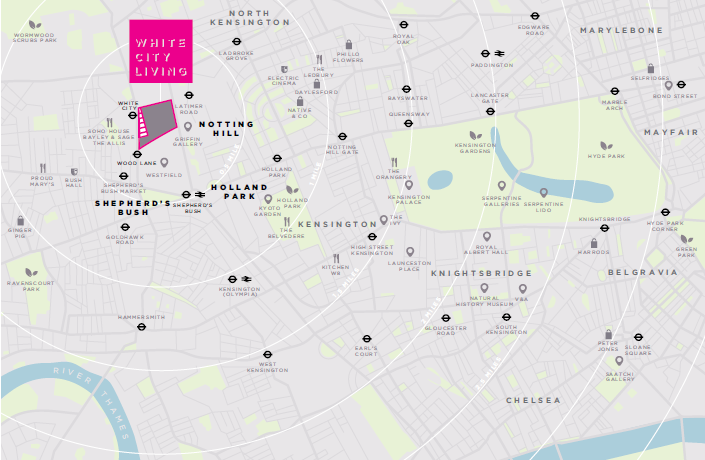 NORTH
KENSINGTON
WORMWOOD
SCRUBS PARK
WHITE
CITY
LIVING
LADBROKE
GROVE
ROYAL
OAK
EDGWARE
ROAD
MARYLEBONE
PHILLO
FLOWERS
THE
LEDBURY
ELECTRIC
CINEMA
DAYLESFORD
NATIVE
& CO
PADDINGTON
SELFRIDGES
BOND STREET
MARBLE
ARCH
LANCASTER
GATE
BAYSWATER
QUEENSWAY
WHITE
CITY
LATIMER
ROAD
NOTTING
HILL
SOHO HOUSE
BAYLEY & SAGE
THE ALLIS
GRIFFIN
GALLERY
NOTTING
HILL GATE
KENSINGTON
GARDENS
MAYFAIR
HYDE PARK
WOOD LANE
WESTFIELD
HOLLAND
PARK
THE
ORANGERY
PROUD
MARY'S
BUSH
HALL
SHEPHERD'S
BUSH MARKET
HOLLAND
PARK
SHEPHERD'S
BUSH
SHEPHERD'S
BUSH
KYOTO
GARDEN
HOLLAND
PARK
KENSINGTON
PALACE
SERPENTINE
GALLERIES
SERPENTINE
LIDO
GINGER
PIG
GOLDHAWK
ROAD
THE
BELVEDERE
KENSINGTON
THE
IVY
HIGH STREET
KENSINGTON
ROYAL
ALBERT HALL
KNIGHTSBRIDGE
HARRODS
HYDE PARK
CORNER
GREEN
PARK
RAVENSCOURT
PARK
KENSINGTON
(OLYMPIA)
KITCHEN
W8
LAUNCESTON
PLACE
KNIGHTSBRIDGE
BELGRAVIA
NATURAL
HISTORY MUSEUM
V&A
HAMMERSMITH
GLOUCESTER
ROAD
SOUTH
KENSINGTON
EARL'S
COURT
WEST
KENSINGTON
PETER
JONES
SLOANE
SQUARE
SAATCHI
GALLERY
RIVER THAMES
CHELSEA